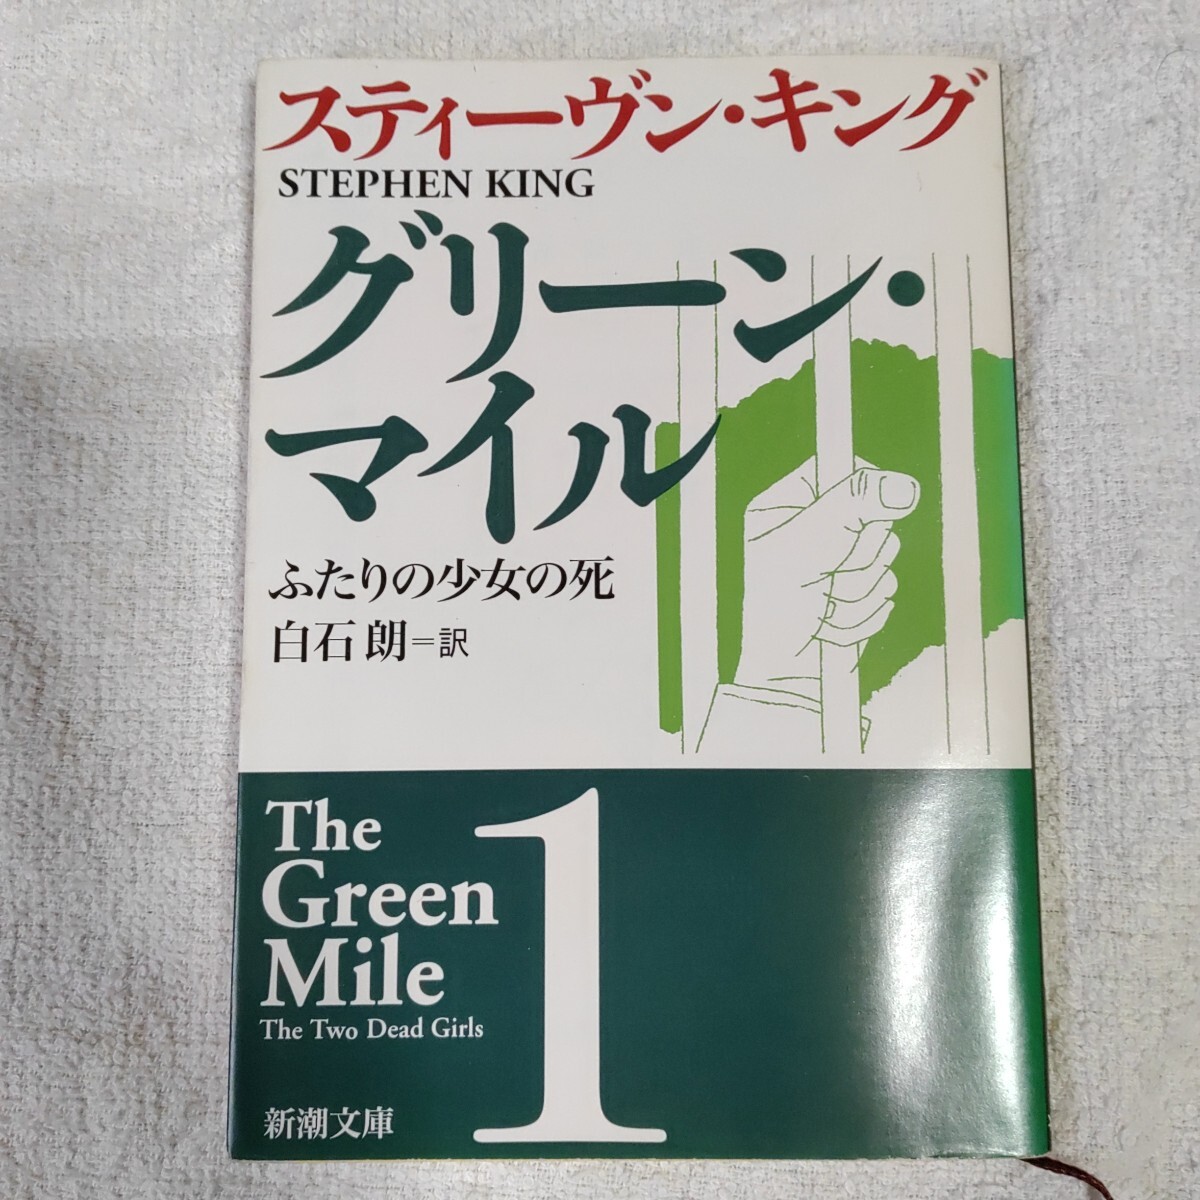 スティーヴン・キング
STEPHEN KING
グリーン・
マイル
ふたりの少女の死
白石 朗=訳
The
Green
Mile
The Two Dead Girls
1
新潮文庫